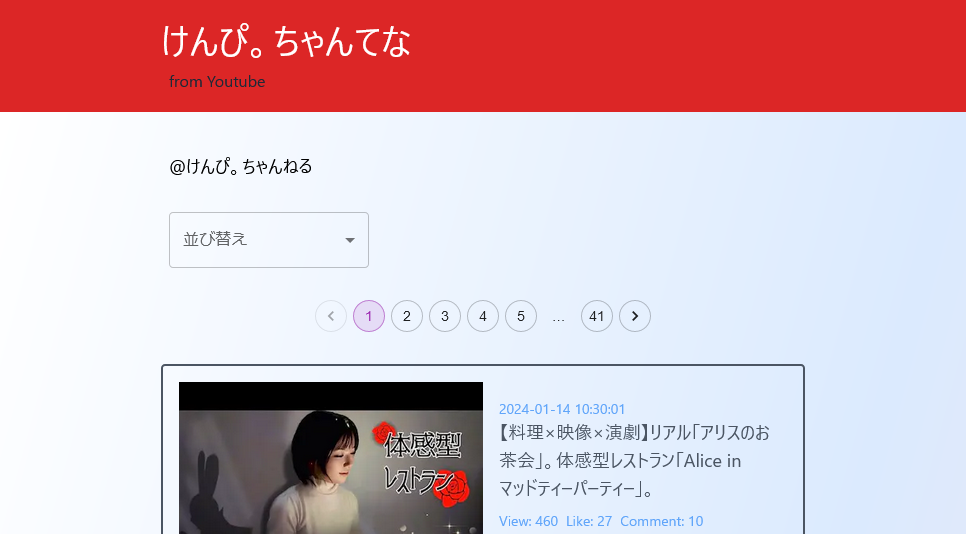 けんぴ。ちゃんてな
from Youtube
@けんぴ。ちゃんねる
並び替え
1 2 3 4 5 … 41
2024-01-14 10:30:01
【料理×映像×演劇】リアル「アリスのお
茶会」。体感型レストラン「Alice in
マッドティーパーティー」。
体感型
レストラン
View: 460 Like: 27 Comment: 10